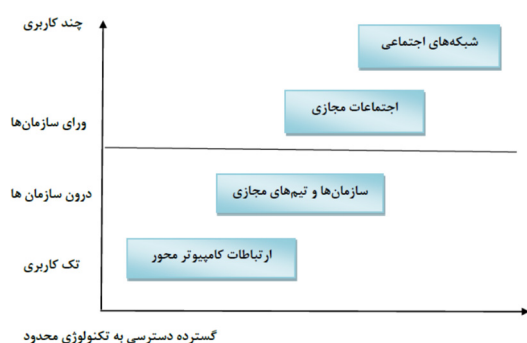 چند کاربری
شبکه‌های اجتماعی
اجتماعات مجازی
ورای سازمان‌ها
سازمان‌ها و تیم‌های مجازی
درون سازمان ها
ارتباطات کامپیوتر محور
تک کاربری
گسترده دسترسی به تکنولوژی محدود